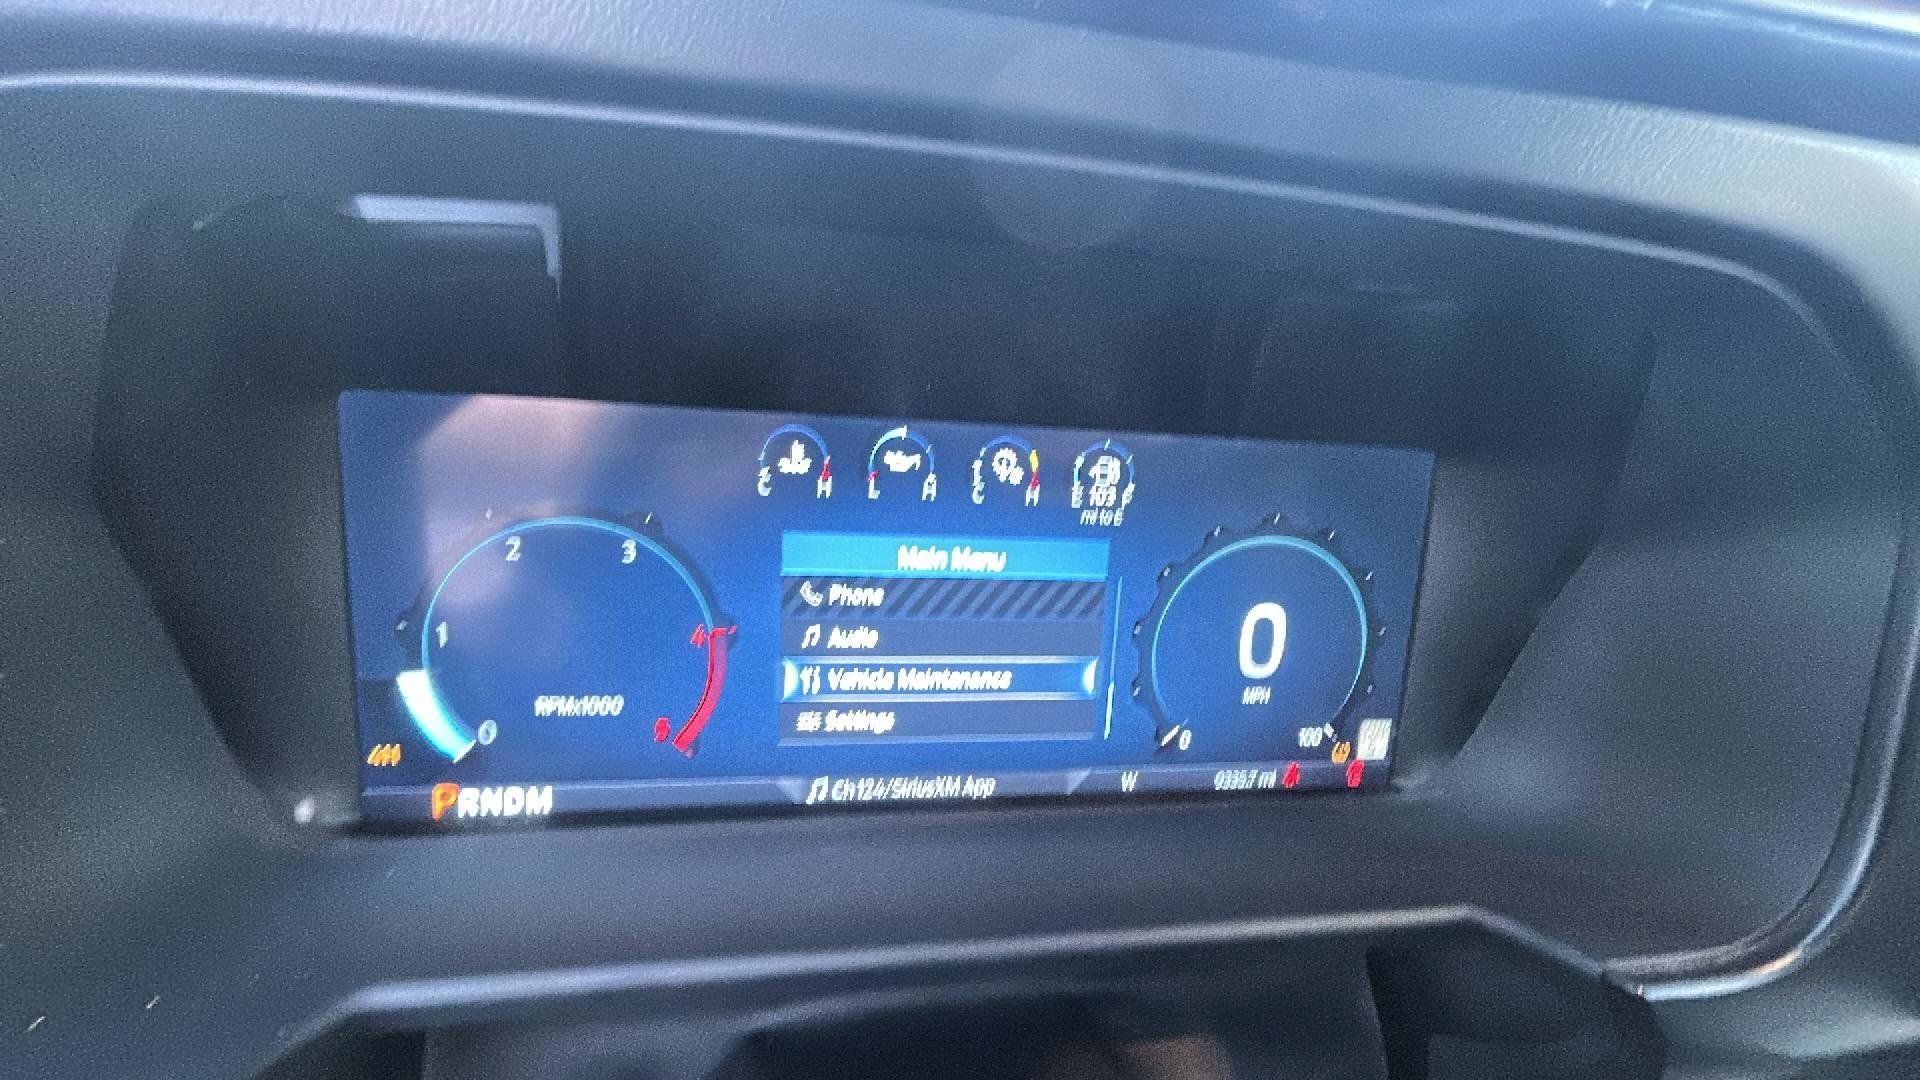 C H
L H
C H
E 103 F
mi to E
2 3
1 4
RPMx1000
0 5
Main Menu
Phone
Audio
Vehicle Maintenance
Settings
0
MPH
0 100
PRNDM
Ch124/SiriusXM App
W
mi